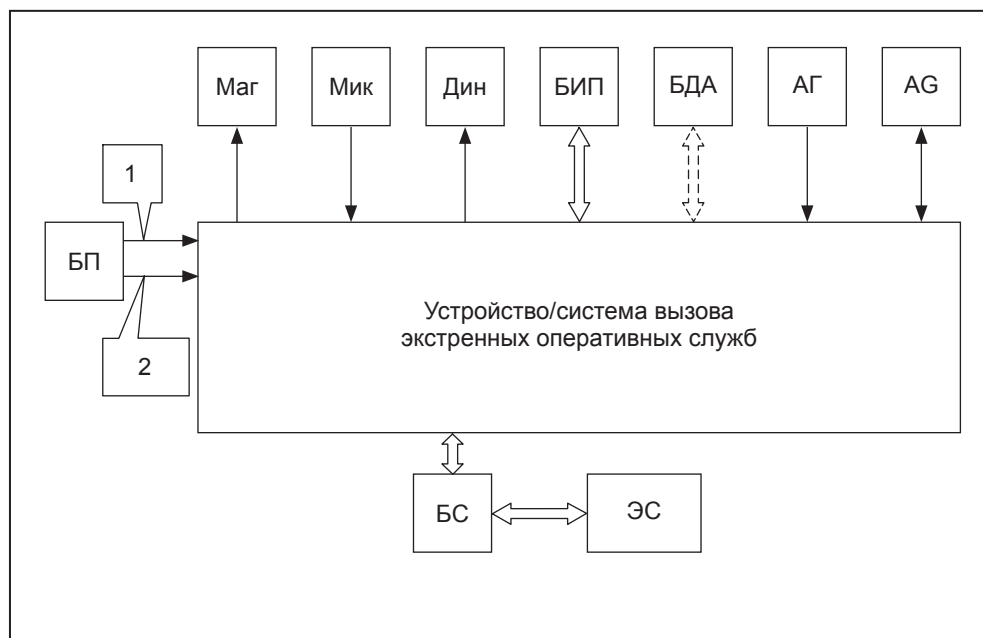 Маг
Мик
Дин
БИП
БДА
АГ
AG
1
БП
2
Устройство/система вызова
экстренных оперативных служб
БС
ЭС